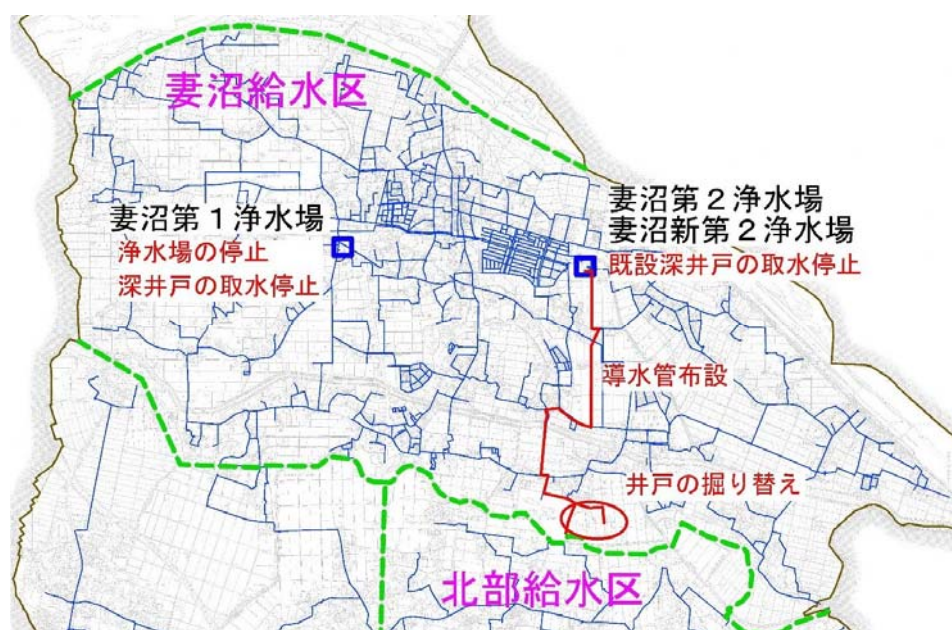 妻沼給水区
妻沼第１浄水場
浄水場の停止
深井戸の取水停止
妻沼第２浄水場
妻沼新第２浄水場
既設深井戸の取水停止
導水管布設
井戸の掘り替え
北部給水区